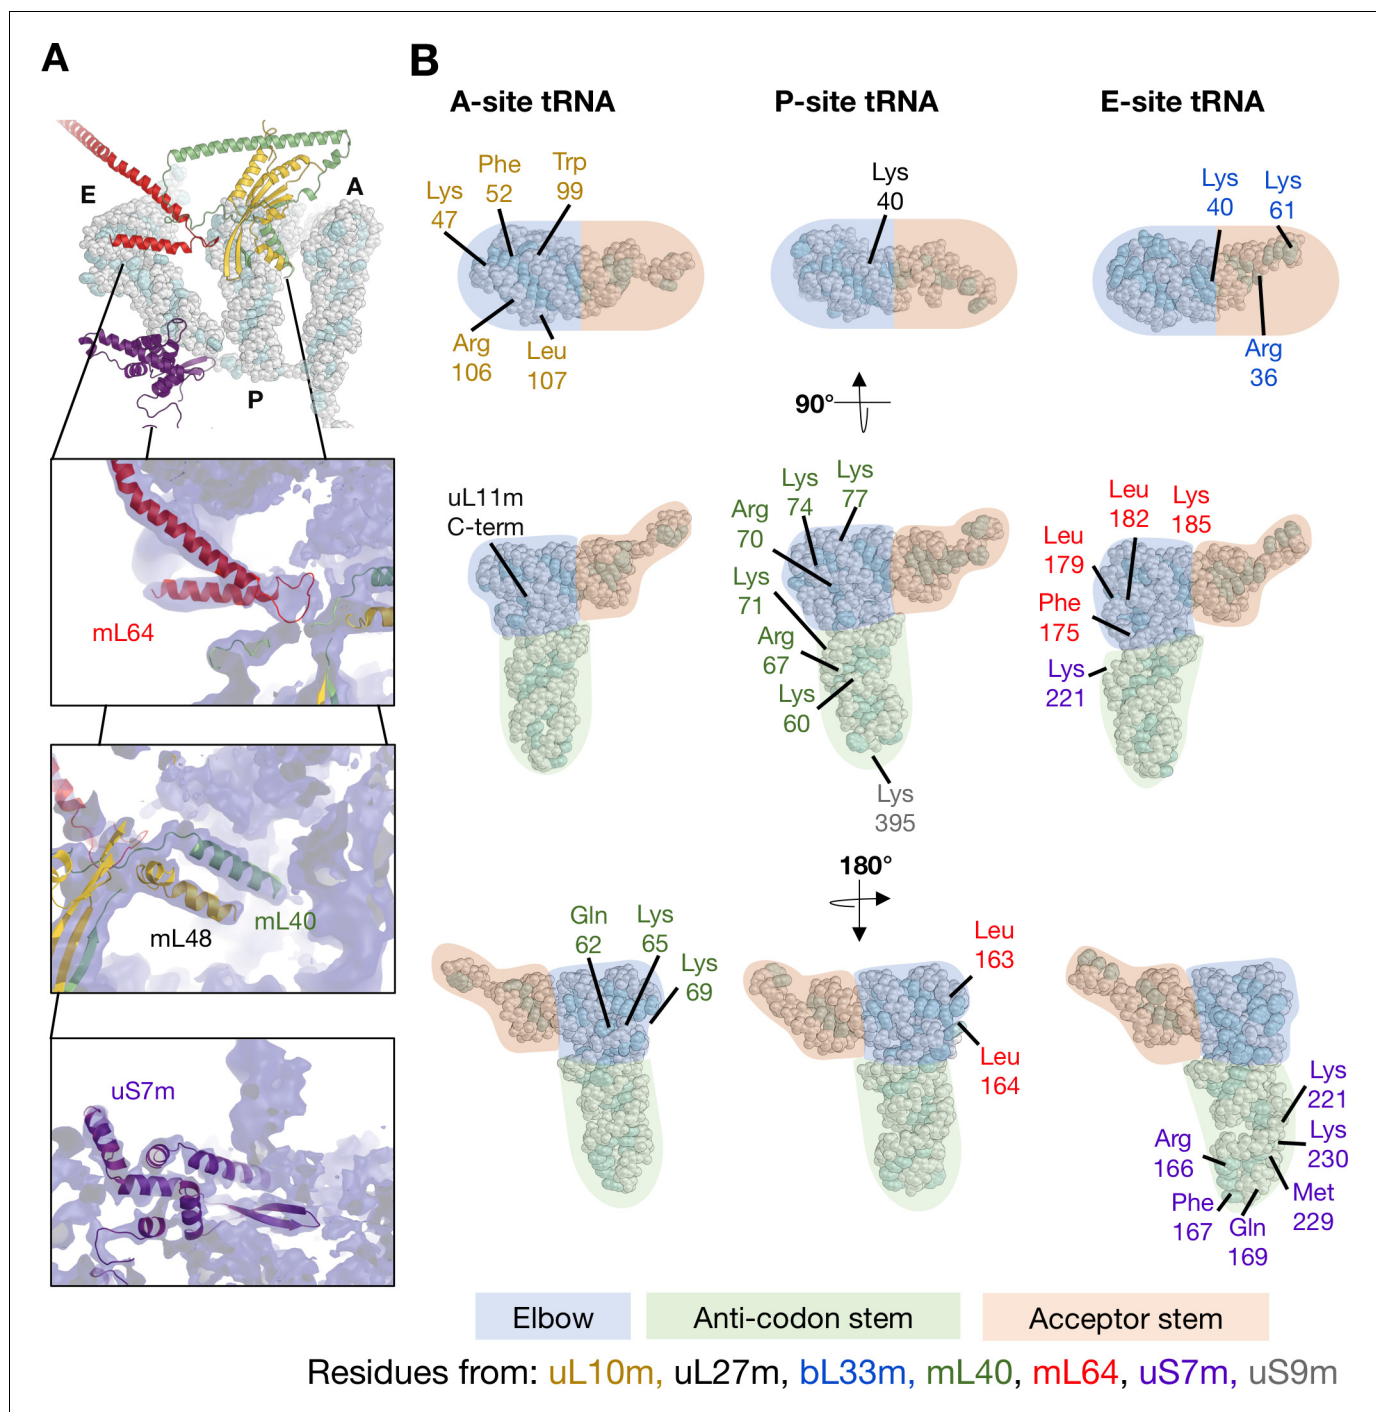 A
B
A-site tRNA
P-site tRNA
E-site tRNA
E
A
P
Lys
47
Phe
52
Trp
99
Arg
106
Leu
107
Lys
40
Lys
40
Lys
61
Arg
36
90°
mL64
uL11m
C-term
Lys
74
Lys
77
Arg
70
Lys
71
Arg
67
Lys
60
Lys
395
Leu
182
Lys
185
Leu
179
Phe
175
Lys
221
180°
mL48
mL40
Gln
62
Lys
65
Lys
69
Leu
163
Leu
164
Lys
221
Lys
230
Arg
166
Met
229
Phe
167
Gln
169
uS7m
Elbow
Anti-codon stem
Acceptor stem
Residues from: uL10m, uL27m, bL33m, mL40, mL64, uS7m, uS9m